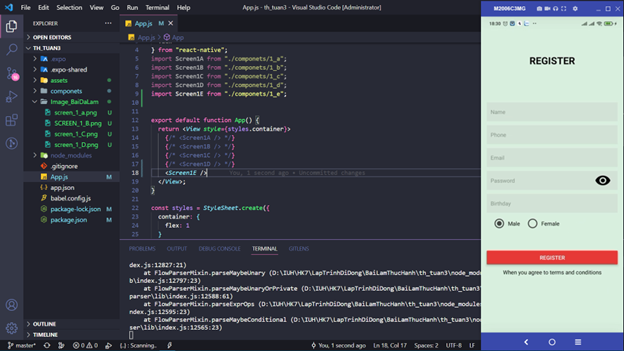 File Edit Selection View Go Run Terminal Help
App.js - th_tuan3 - Visual Studio Code [Administrator]
EXPLORER
OPEN EDITORS
TH_TUAN3
.expo
.expo-shared
assets
componets
Image_BaiDaLam
screen_1_a.png U
SCREEN_1_B.png U
screen_1_C.png U
screen_1_D.png U
node_modules
.gitignore
App.js M
app.json
babel.config.js
package-lock.json M
package.json M
OUTLINE
TIMELINE
App.js M
App.js > App
4 } from "react-native";
5 import Screen1A from "./componets/1_a";
6 import Screen1B from "./componets/1_b";
7 import Screen1C from "./componets/1_c";
8 import Screen1D from "./componets/1_d";
9 import Screen1E from "./componets/1_e";
10
11
12 export default function App() {
13 return <View style={styles.container}>
14 {/* <Screen1A /> */}
15 {/* <Screen1B /> */}
16 {/* <Screen1C /> */}
17 {/* <Screen1D /> */}
18 <Screen1E /> You, 1 second ago • Uncommitted changes
19 </View>;
20 }
21
22 const styles = StyleSheet.create({
23 container: {
24 flex: 1
25 }
PROBLEMS OUTPUT DEBUG CONSOLE TERMINAL GITLENS
dex.js:12827:21)
at FlowParserMixin.parseMaybeUnary (D:\IUH\HK7\LapTrinhDiDong\BaiLamThucHanh\th_tuan3\node_mod
b\index.js:12797:23)
at FlowParserMixin.parseMaybeUnaryOrPrivate (D:\IUH\HK7\LapTrinhDiDong\BaiLamThucHanh\th_tuan3
parser\lib\index.js:12588:61)
at FlowParserMixin.parseExprOps (D:\IUH\HK7\LapTrinhDiDong\BaiLamThucHanh\th_tuan3\node_modules
ndex.js:12595:23)
at FlowParserMixin.parseMaybeConditional (D:\IUH\HK7\LapTrinhDiDong\BaiLamThucHanh\th_tuan3\no
ser\lib\index.js:12565:23)
master* 0 0 Scanning.. You, 1 second ago Ln 18, Col 17 Spaces: 2 UTF-8 LF
M2006C3MG
REGISTER
Name
Phone
Email
Password
Birthday
Male Female
REGISTER
When you agree to terms and conditions